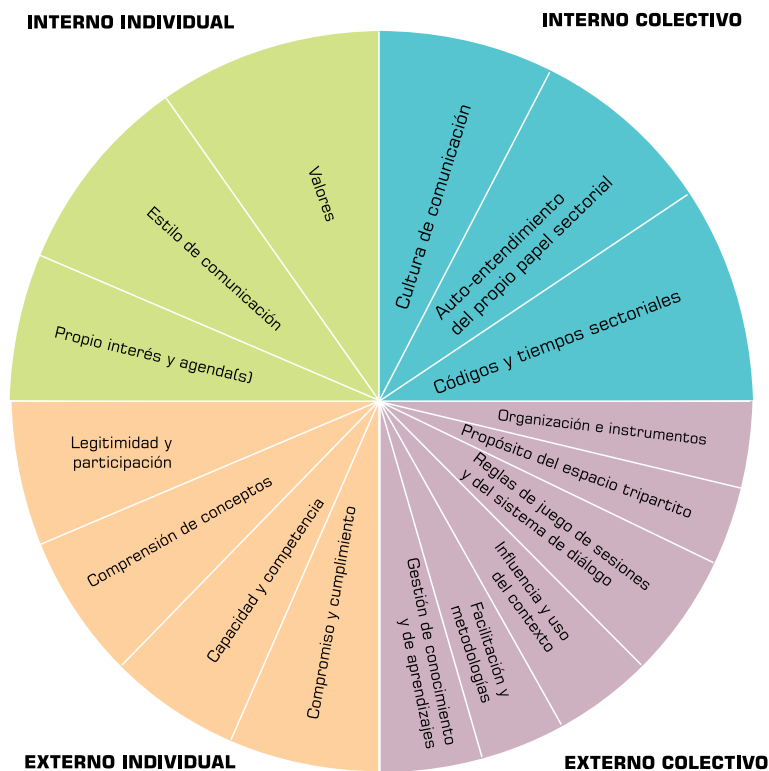 INTERNO INDIVIDUAL
INTERNO COLECTIVO
Valores
Estilo de comunicación
Propio interés y agenda(s)
Cultura de comunicación
Auto-entendimiento
del propio papel sectorial
Códigos y tiempos sectoriales
Legitimidad y
participación
Comprensión de conceptos
Capacidad y competencia
Compromiso y cumplimiento
Organización e instrumentos
Propósito del espacio tripartito
Reglas de juego de sesiones
y del sistema de diálogo
Influencia y uso
del contexto
Facilitación y
metodologías
Gestión de conocimiento
y de aprendizajes
EXTERNO INDIVIDUAL
EXTERNO COLECTIVO